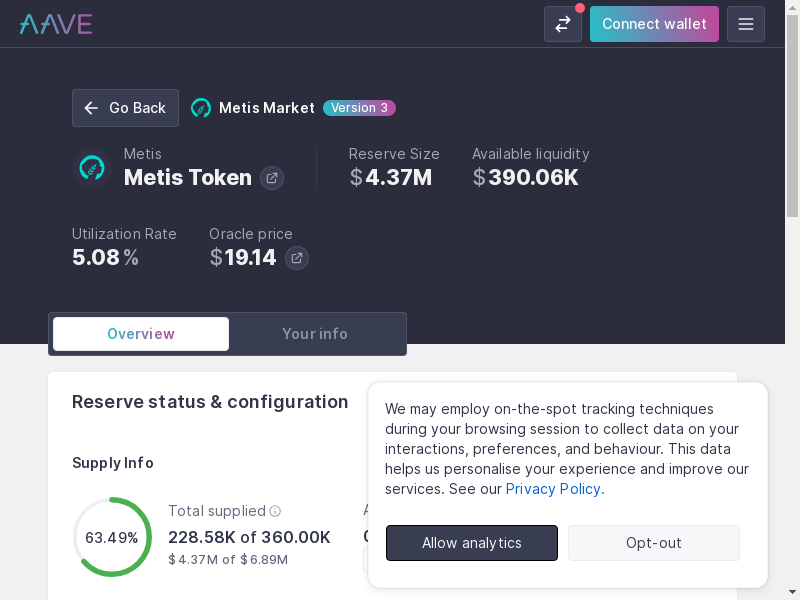 AAVE
Connect wallet
Go Back
Metis Market
Version 3
Metis
Metis Token
Reserve Size
$4.37M
Available liquidity
$390.06K
Utilization Rate
5.08%
Oracle price
$19.14
Overview
Your info
Reserve status & configuration
Supply Info
63.49%
Total supplied
228.58K of 360.00K
$4.37M of $6.89M
We may employ on-the-spot tracking techniques
during your browsing session to collect data on your
interactions, preferences, and behaviour. This data
helps us personalise your experience and improve our
services. See our Privacy Policy.
Allow analytics
Opt-out